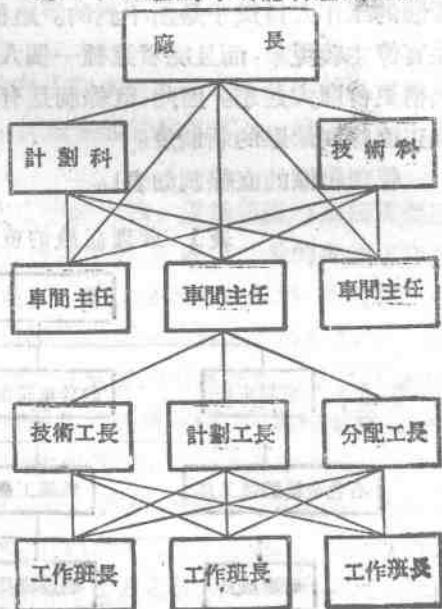 廠長
計劃科 技術科
車間主任 車間主任 車間主任
技術工長 計劃工長 分配工長
工作班長 工作班長 工作班長